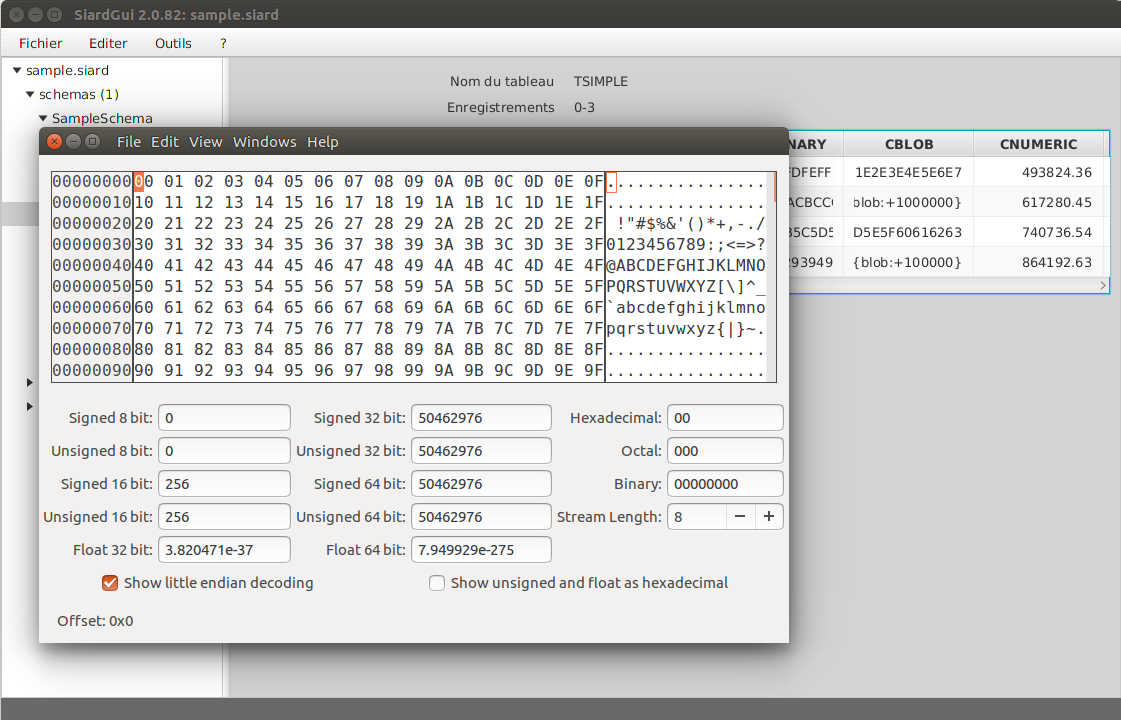 SiardGui 2.0.82: sample.siard
Fichier Editer Outils ?
sample.siard
schemas (1)
SampleSchema
Nom du tableau TSIMPLE
Enregistrements 0-3
File Edit View Windows Help
NARY CBLOB CNUMERIC
FDFEFF 1E2E3E4E5E6E7 493824.36
ACBCC blob:+1000000} 617280.45
B5C5D5 D5E5F60616263 740736.54
293949 {blob:+100000} 864192.63
00000000 00 01 02 03 04 05 06 07 08 09 0A 0B 0C 0D 0E 0F ................
00000010 10 11 12 13 14 15 16 17 18 19 1A 1B 1C 1D 1E 1F ................
00000020 20 21 22 23 24 25 26 27 28 29 2A 2B 2C 2D 2E 2F !"#$%&'()*+,-./
00000030 30 31 32 33 34 35 36 37 38 39 3A 3B 3C 3D 3E 3F 0123456789:;<=>?
00000040 40 41 42 43 44 45 46 47 48 49 4A 4B 4C 4D 4E 4F @ABCDEFGHIJKLMNO
00000050 50 51 52 53 54 55 56 57 58 59 5A 5B 5C 5D 5E 5F PQRSTUVWXYZ[\]^_
00000060 60 61 62 63 64 65 66 67 68 69 6A 6B 6C 6D 6E 6F `abcdefghijklmno
00000070 70 71 72 73 74 75 76 77 78 79 7A 7B 7C 7D 7E 7F pqrstuvwxyz{|}~.
00000080 80 81 82 83 84 85 86 87 88 89 8A 8B 8C 8D 8E 8F ................
00000090 90 91 92 93 94 95 96 97 98 99 9A 9B 9C 9D 9E 9F ................
Signed 8 bit: 0 Signed 32 bit: 50462976 Hexadecimal: 00
Unsigned 8 bit: 0 Unsigned 32 bit: 50462976 Octal: 000
Signed 16 bit: 256 Signed 64 bit: 50462976 Binary: 00000000
Unsigned 16 bit: 256 Unsigned 64 bit: 50462976 Stream Length: 8 − +
Float 32 bit: 3.820471e-37 Float 64 bit: 7.949929e-275
Show little endian decoding Show unsigned and float as hexadecimal
Offset: 0x0